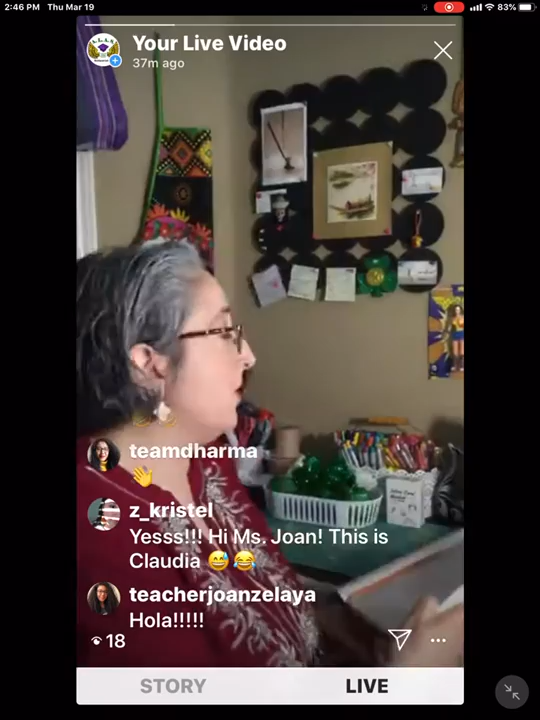 2:46 PM Thu Mar 19
83%
Your Live Video
37m ago
teamdharma
👋
z_kristel
Yesss!!! Hi Ms. Joan! This is
Claudia 😅😂
teacherjoanzelaya
Hola!!!!!
18
STORY LIVE